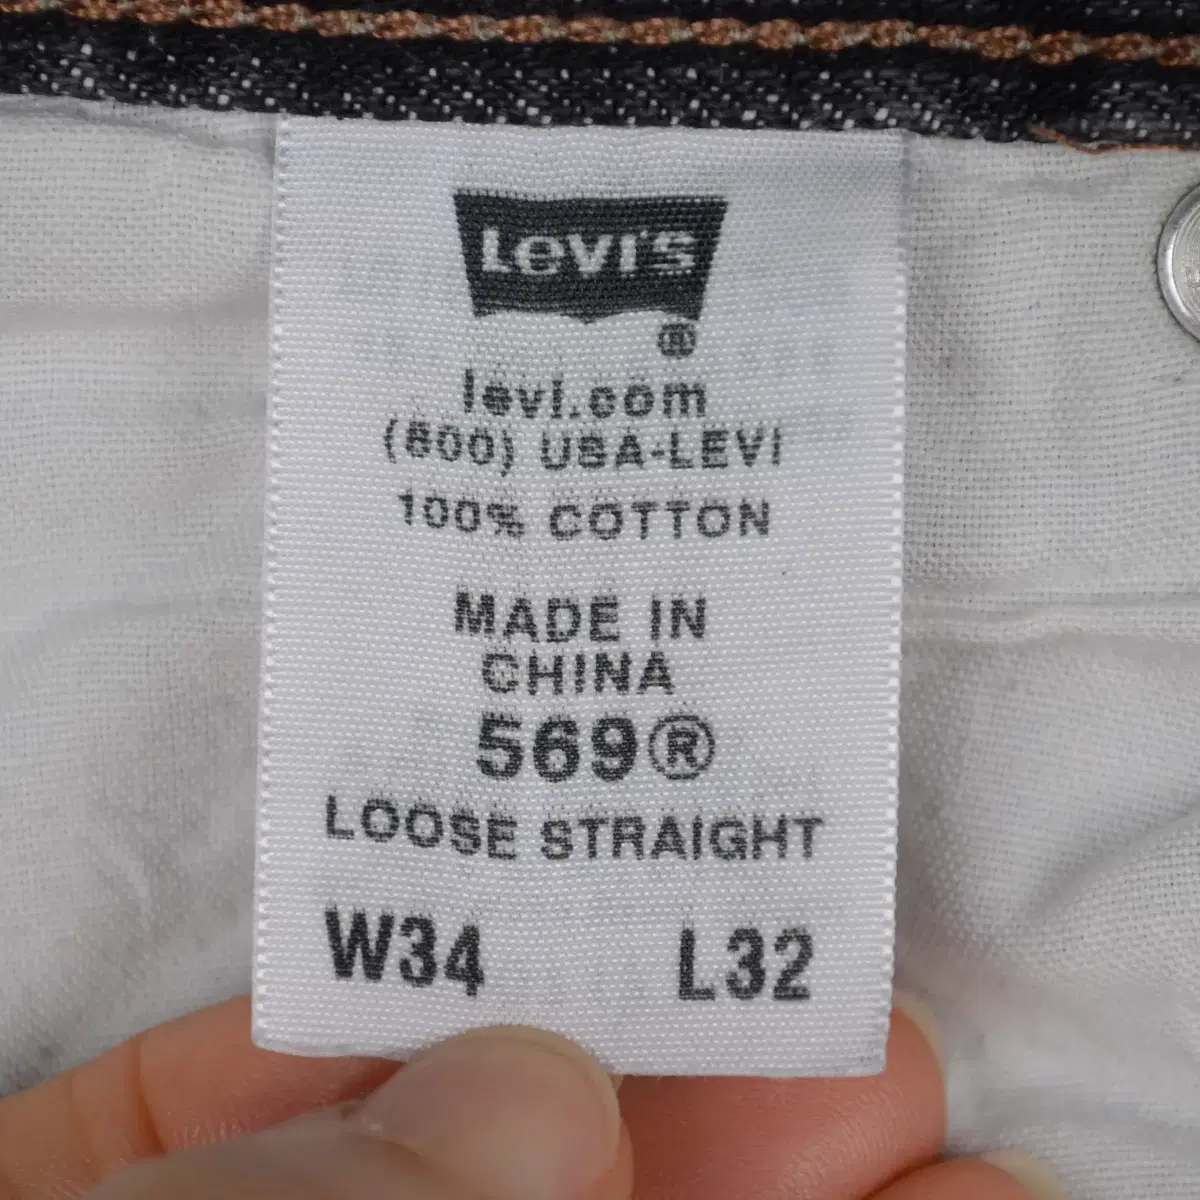 Levi's
®
levi.com
(800) USA-LEVI
100% COTTON
MADE IN
CHINA
569®
LOOSE STRAIGHT
W34 L32